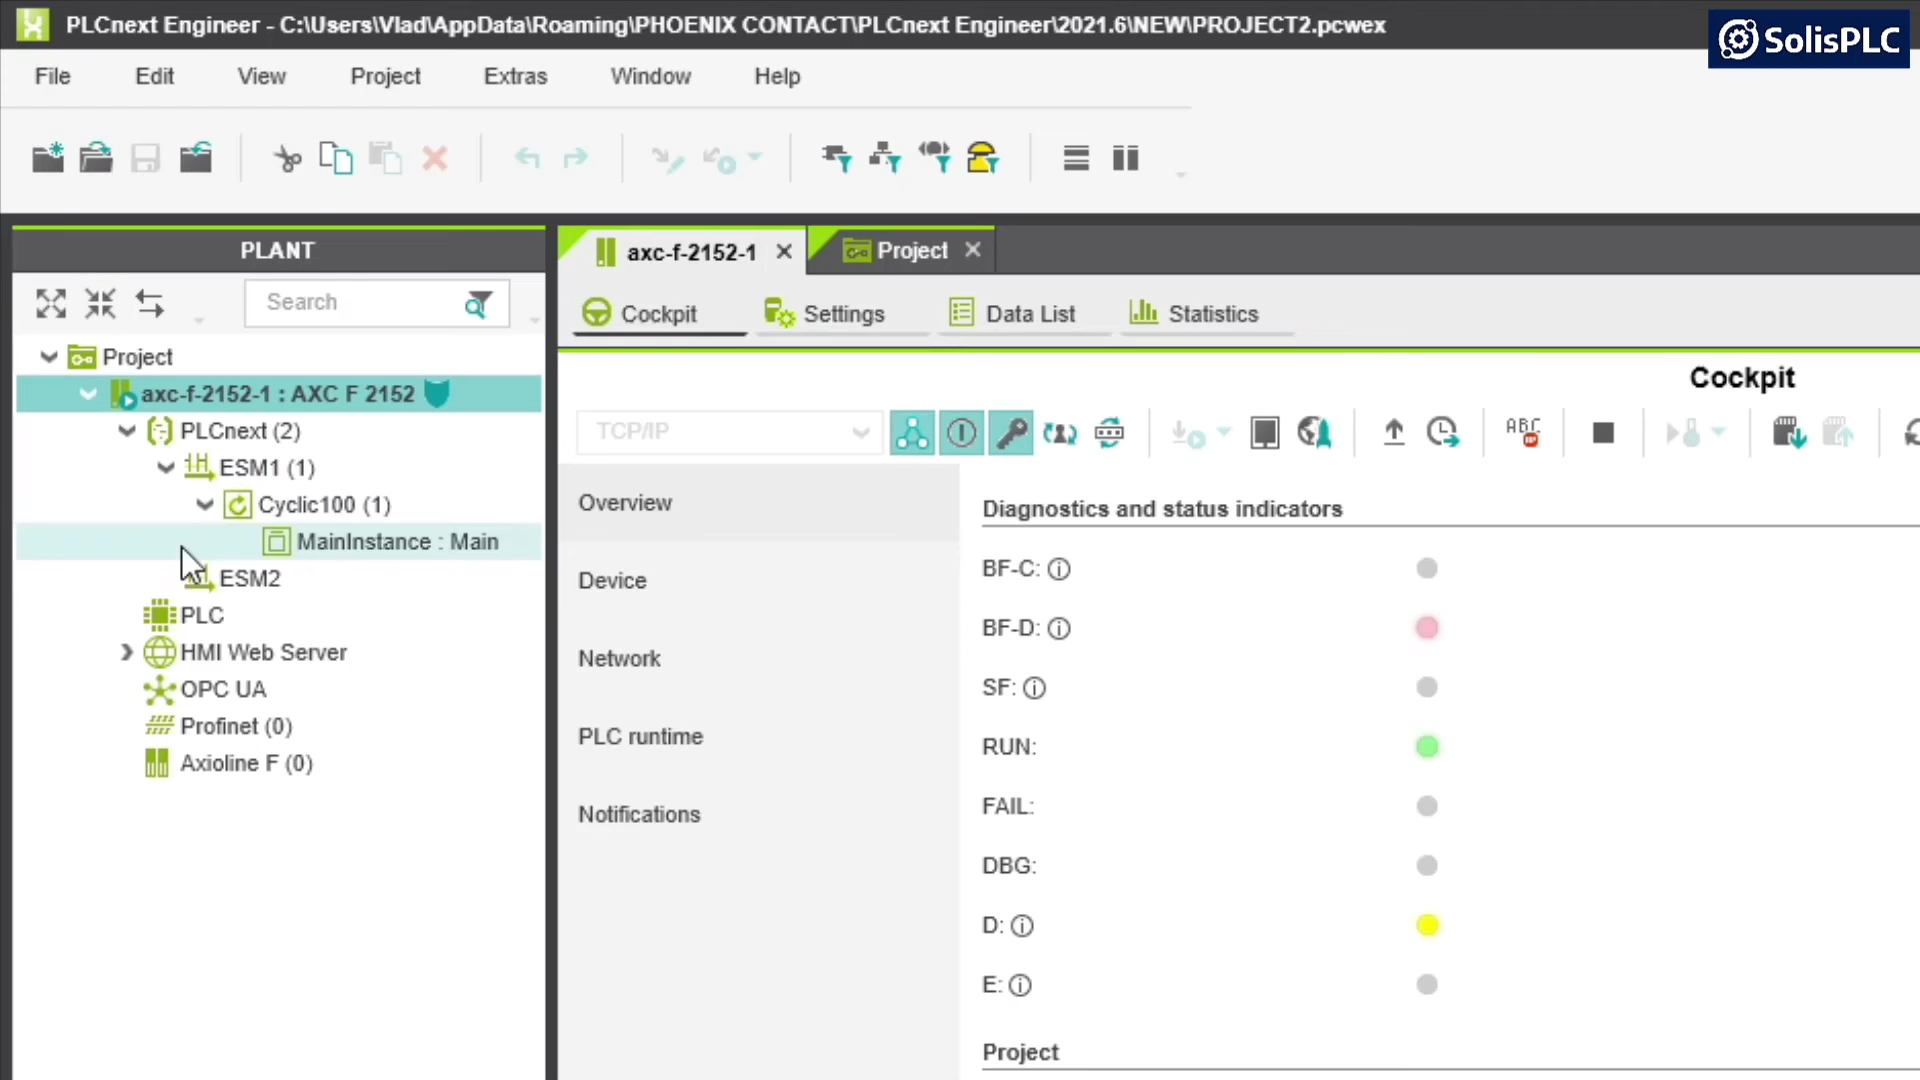 PLCnext Engineer - C:\Users\Vlad\AppData\Roaming\PHOENIX CONTACT\PLCnext Engineer\2021.6\NEW\PROJECT2.pcwex
SolisPLC
File Edit View Project Extras Window Help
PLANT
axc-f-2152-1
Project
Search
Cockpit
Settings
Data List
Statistics
Project
axc-f-2152-1 : AXC F 2152
PLCnext (2)
ESM1 (1)
Cyclic100 (1)
MainInstance : Main
ESM2
PLC
HMI Web Server
OPC UA
Profinet (0)
Axioline F (0)
Cockpit
TCP/IP
ABC
Overview
Device
Network
PLC runtime
Notifications
Diagnostics and status indicators
BF-C:
BF-D:
SF:
RUN:
FAIL:
DBG:
D:
E:
Project